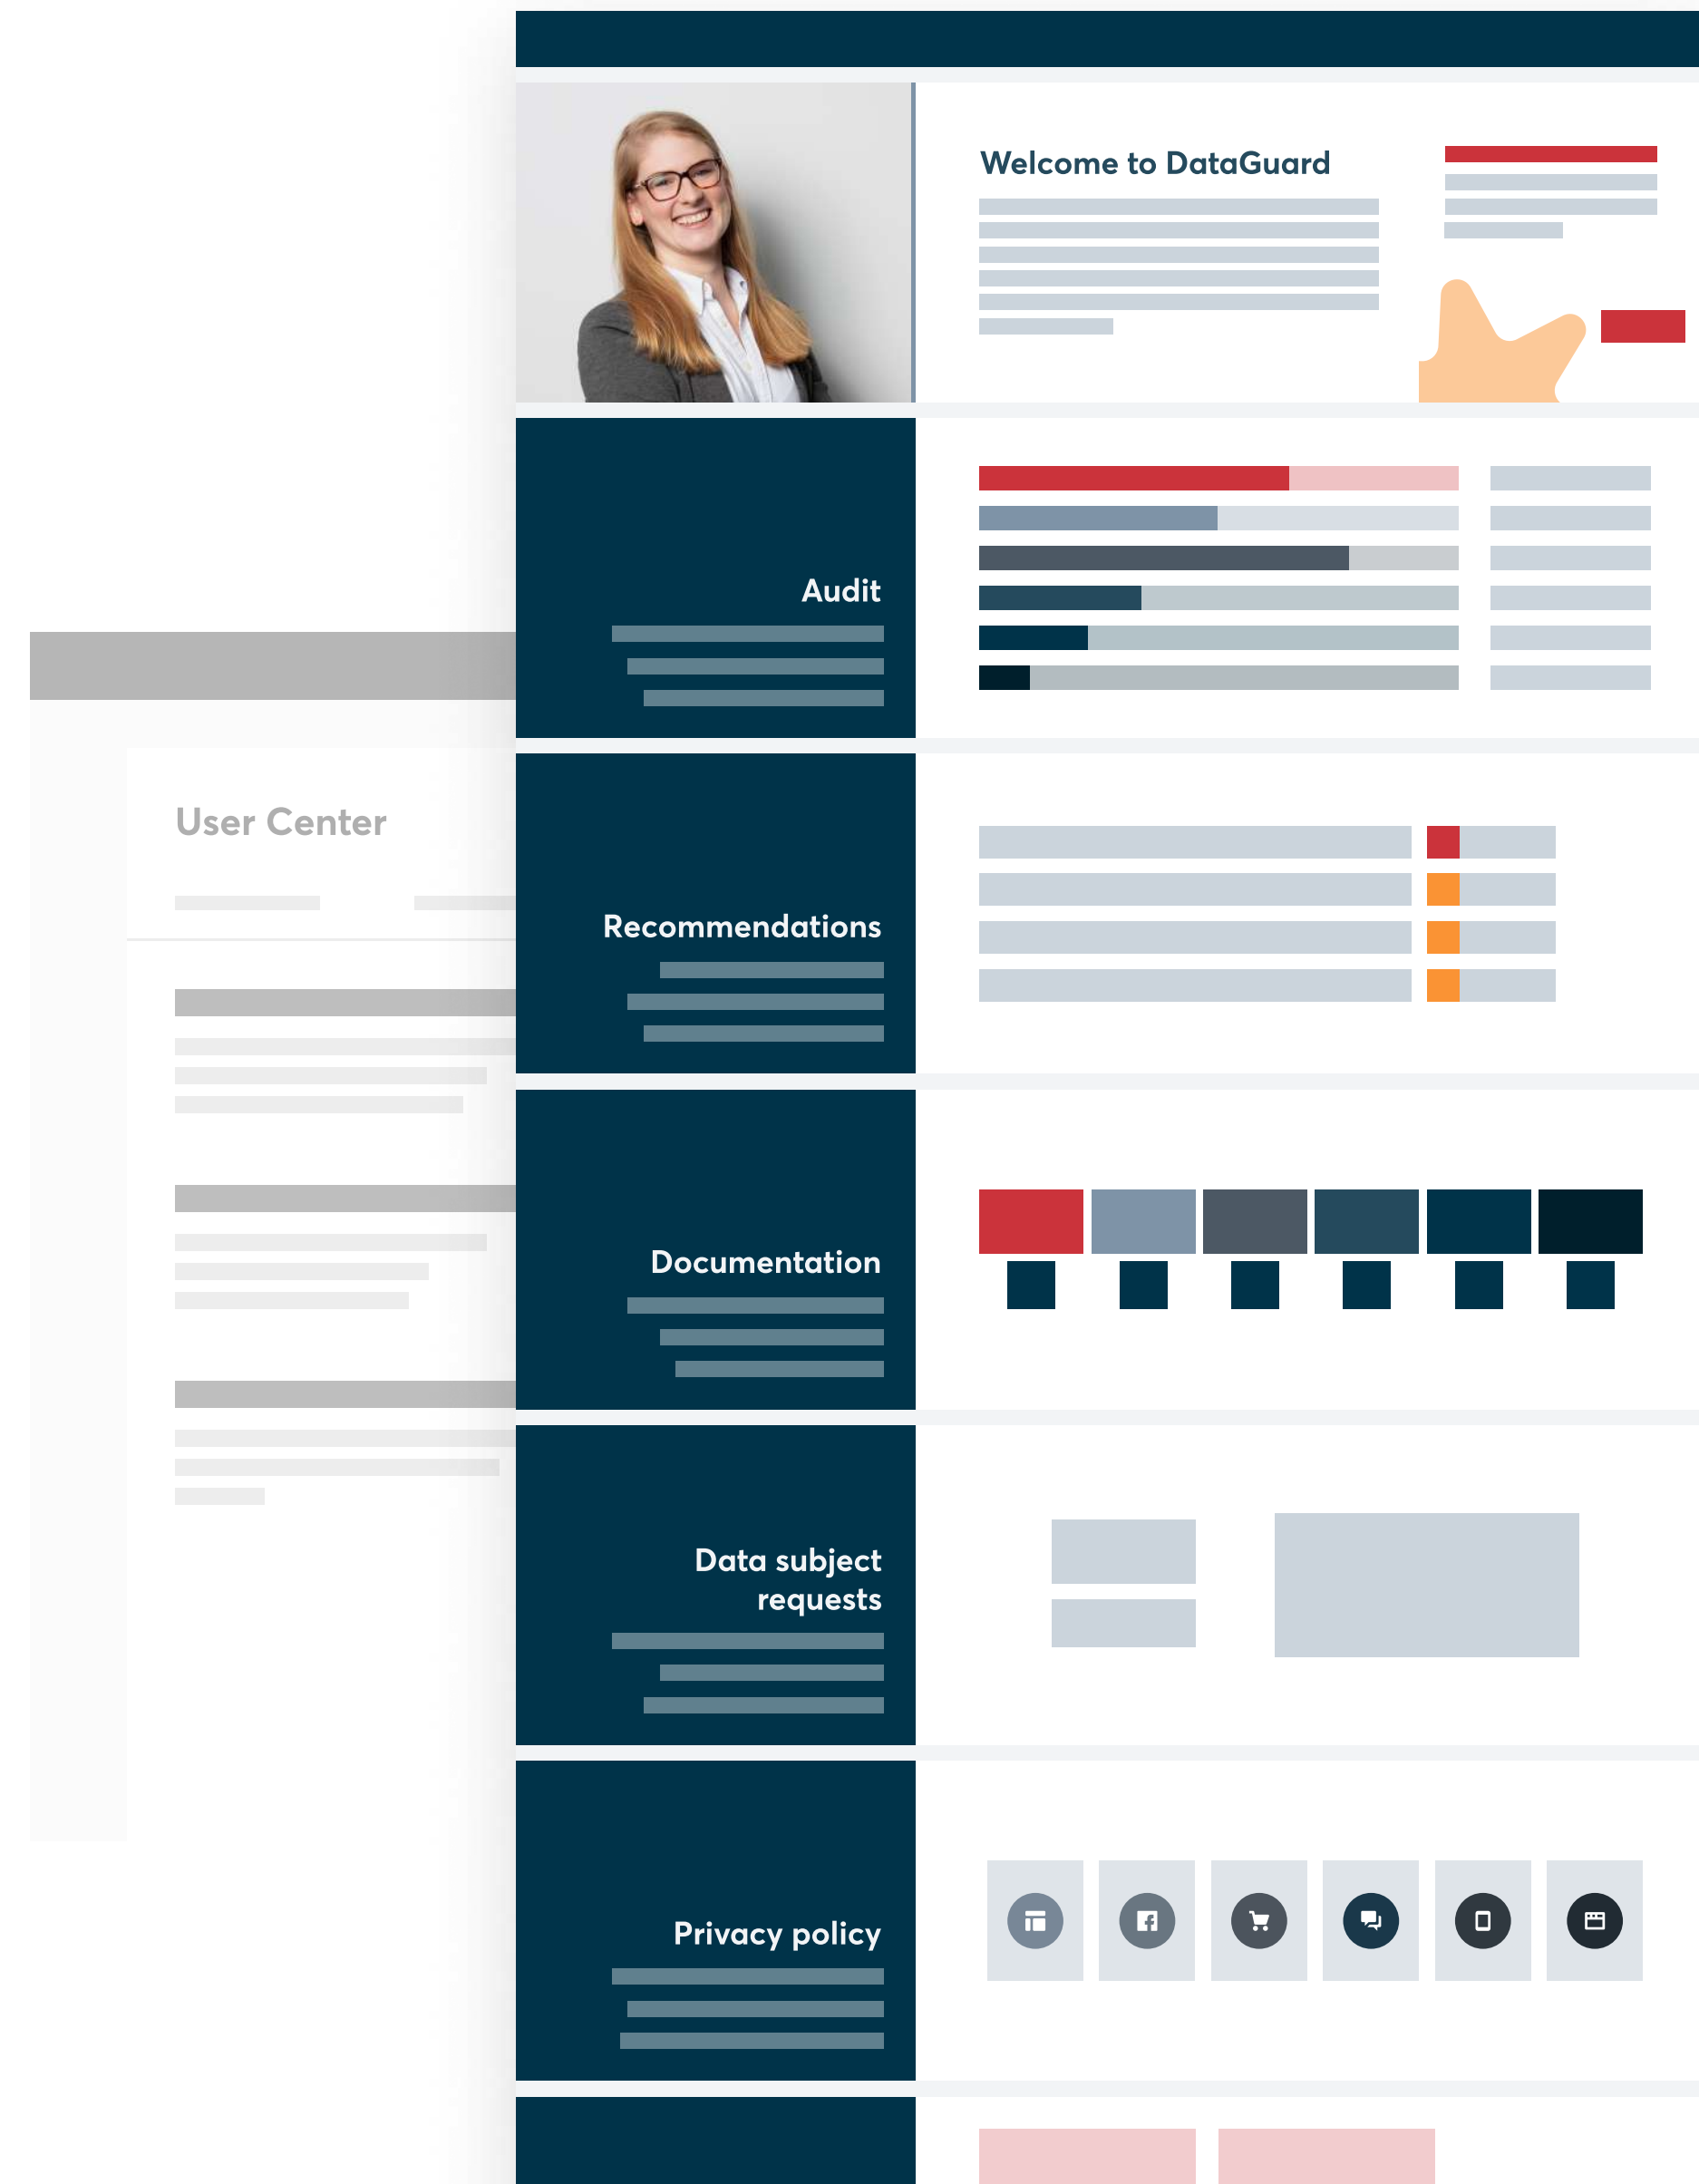 Welcome to DataGuard
Audit
User Center
Recommendations
Documentation
Data subject
requests
Privacy policy